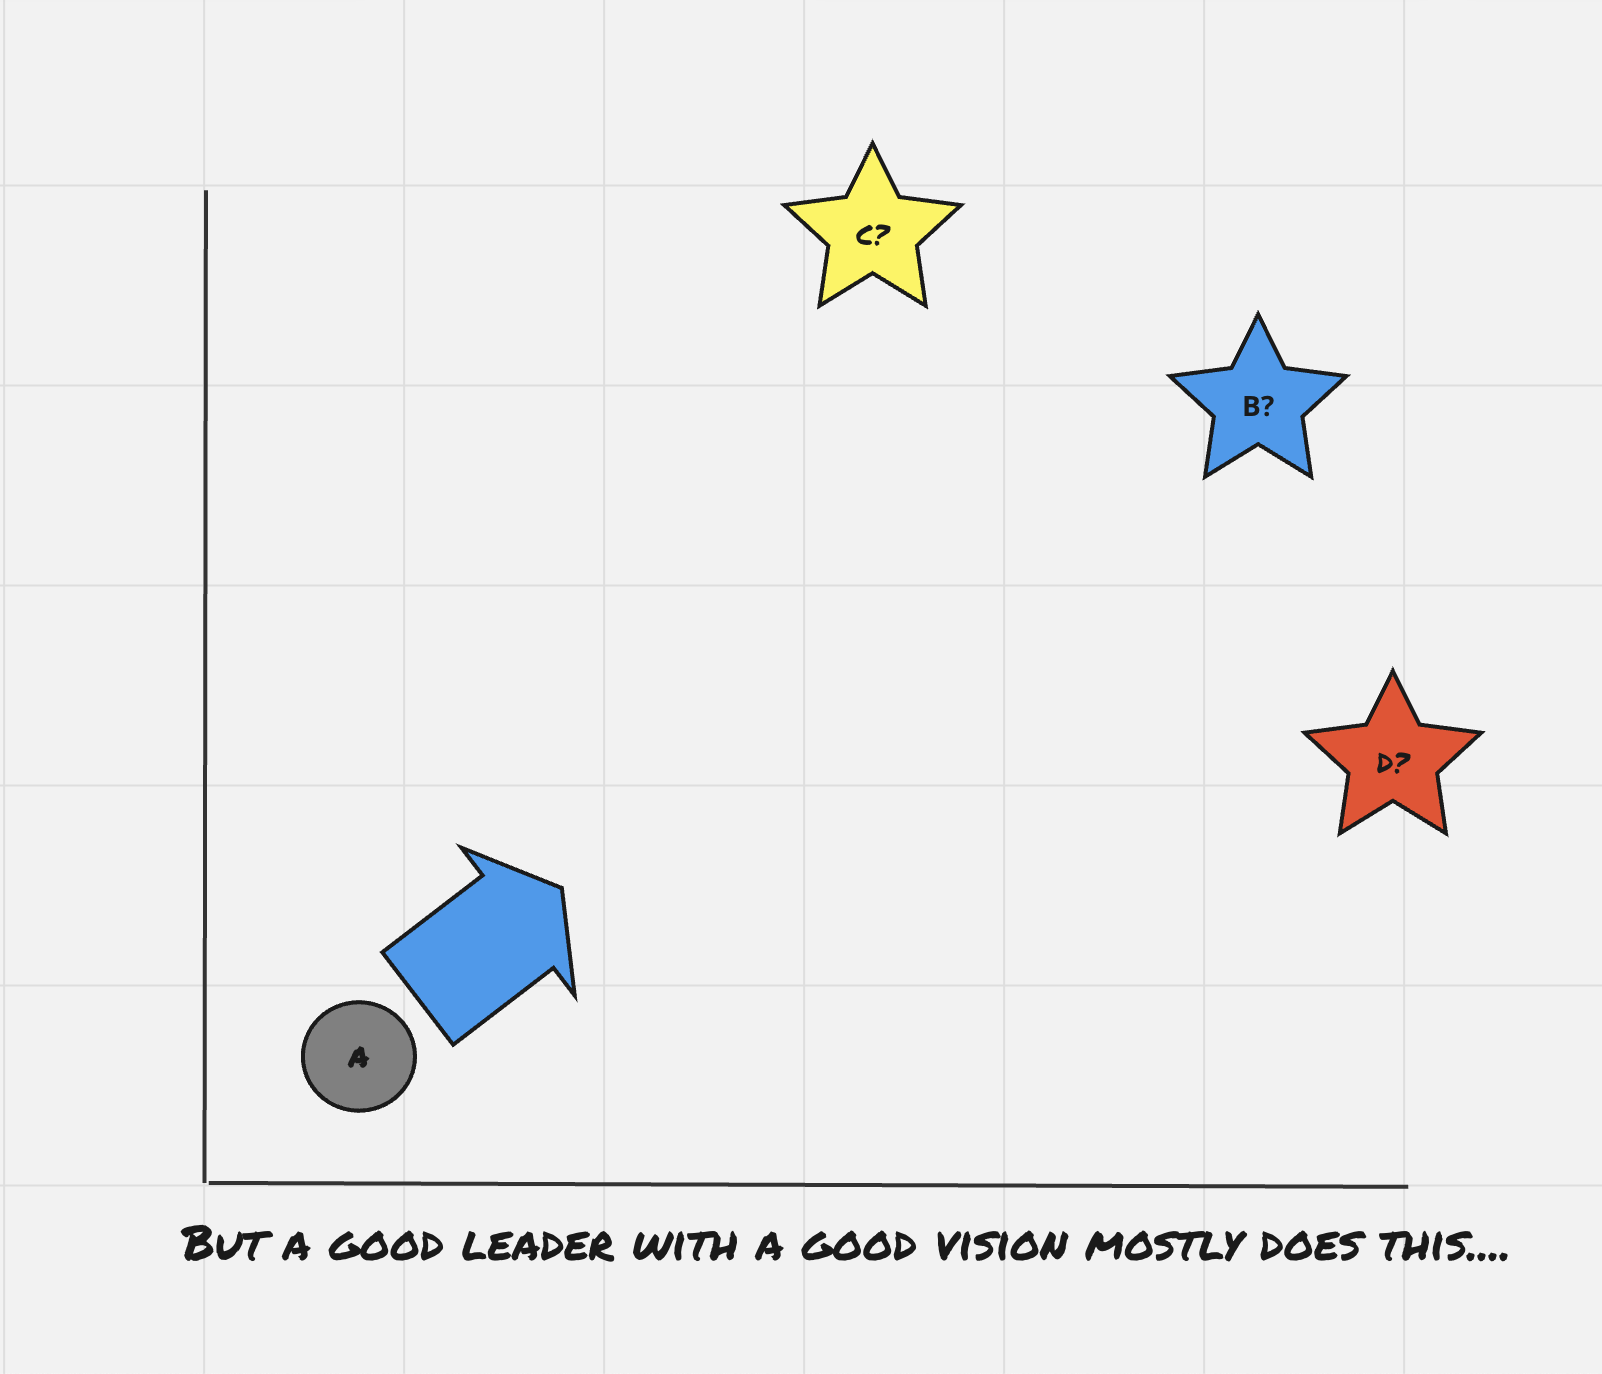 C?
B?
D?
A
But a good leader with a good vision mostly does this....